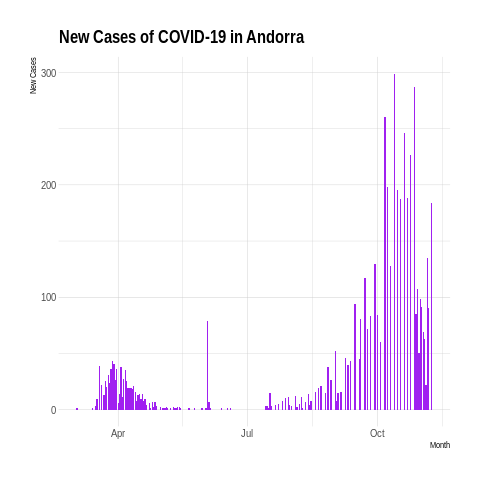 New Cases of COVID-19 in Andorra
New Cases
300
200
100
0
Apr
Jul
Oct
Month